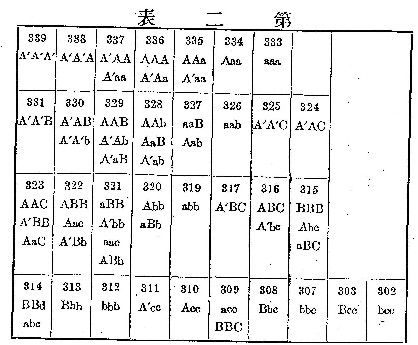 表二第
339 338 337 336 335 334 333
A′A′A′ A′A′A A′AA AAA AAa Aaa aaa
A′aa A′Aa A′aa
331 330 329 328 327 326 325 324
A′A′B A′AB AAB AAb aaB aab A′A′C A′AC
A′A′b A′Ab AaB Aab
A′aB A′ab
323 322 321 320 319 317 316 315
AAC ABB aBB Abb abb A′BC ABC BBB
A′BB Aac A′bb aBb A′bc Abc
AaC A′Bb aac aBC
ABb
314 313 312 311 310 309 308 307 303 302
BBd Bbb bbb A′cc Acc acc Bbc bbc Bcc bcc
abc BBC